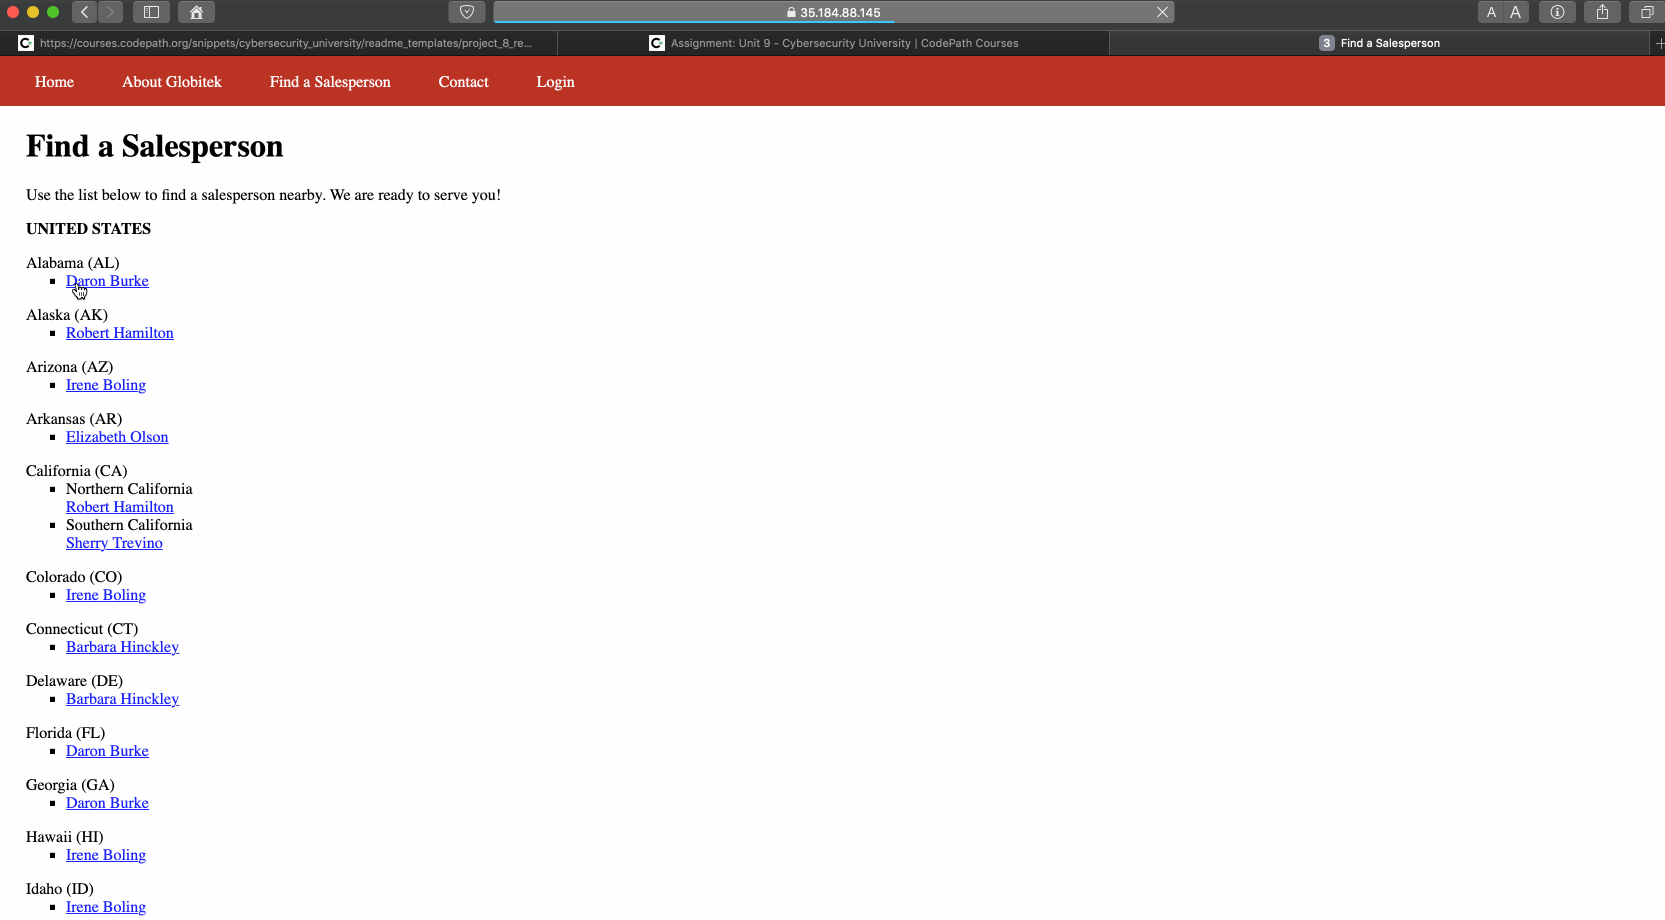 35.184.88.145
A A
https://courses.codepath.org/snippets/cybersecurity_university/readme_templates/project_8_re...
Assignment: Unit 9 - Cybersecurity University | CodePath Courses
3 Find a Salesperson
Home About Globitek Find a Salesperson Contact Login
Find a Salesperson
Use the list below to find a salesperson nearby. We are ready to serve you!
UNITED STATES
Alabama (AL)
Daron Burke
Alaska (AK)
Robert Hamilton
Arizona (AZ)
Irene Boling
Arkansas (AR)
Elizabeth Olson
California (CA)
Northern California
Robert Hamilton
Southern California
Sherry Trevino
Colorado (CO)
Irene Boling
Connecticut (CT)
Barbara Hinckley
Delaware (DE)
Barbara Hinckley
Florida (FL)
Daron Burke
Georgia (GA)
Daron Burke
Hawaii (HI)
Irene Boling
Idaho (ID)
Irene Boling